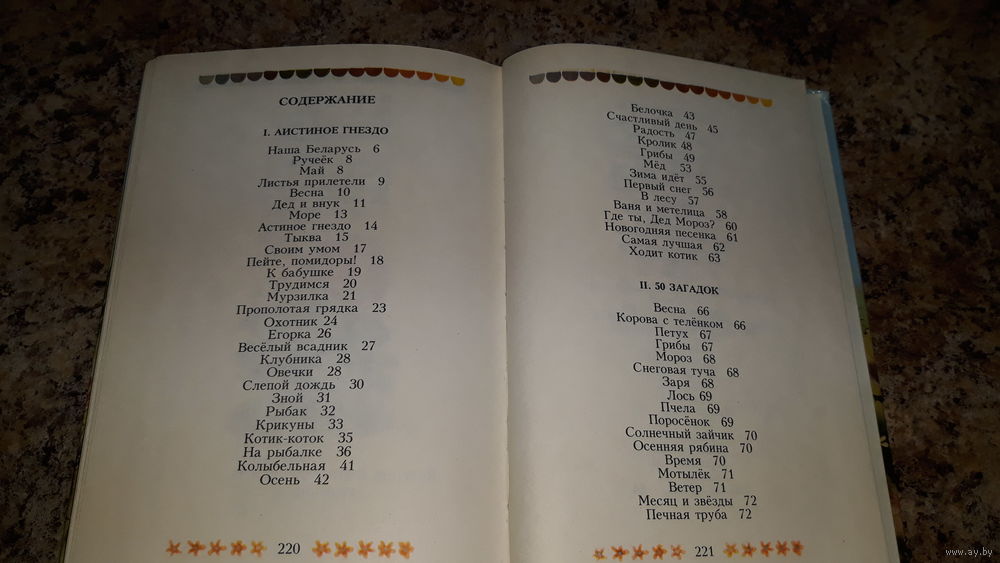 СОДЕРЖАНИЕ
I. АИСТИНОЕ ГНЕЗДО
Наша Беларусь 6
Ручеёк 8
Май 8
Листья прилетели 9
Весна 10
Дед и внук 11
Море 13
Астиное гнездо 14
Тыква 15
Своим умом 17
Пейте, помидоры! 18
К бабушке 19
Трудимся 20
Мурзилка 21
Прополотая грядка 23
Охотник 24
Егорка 26
Весёлый всадник 27
Клубника 28
Овечки 28
Слепой дождь 30
Зной 31
Рыбак 32
Крикуны 33
Котик-коток 35
На рыбалке 36
Колыбельная 41
Осень 42
220
Белочка 43
Счастливый день 45
Радость 47
Кролик 48
Грибы 49
Мёд 53
Зима идёт 55
Первый снег 56
В лесу 57
Ваня и метелица 58
Где ты, Дед Мороз? 60
Новогодняя песенка 61
Самая лучшая 62
Ходит котик 63
II. 50 ЗАГАДОК
Весна 66
Корова с телёнком 66
Петух 67
Грибы 67
Мороз 68
Снеговая туча 68
Заря 68
Лось 69
Пчела 69
Поросёнок 69
Солнечный зайчик 70
Осенняя рябина 70
Время 70
Мотылёк 71
Ветер 71
Месяц и звёзды 72
Печная труба 72
221
www.ay.by